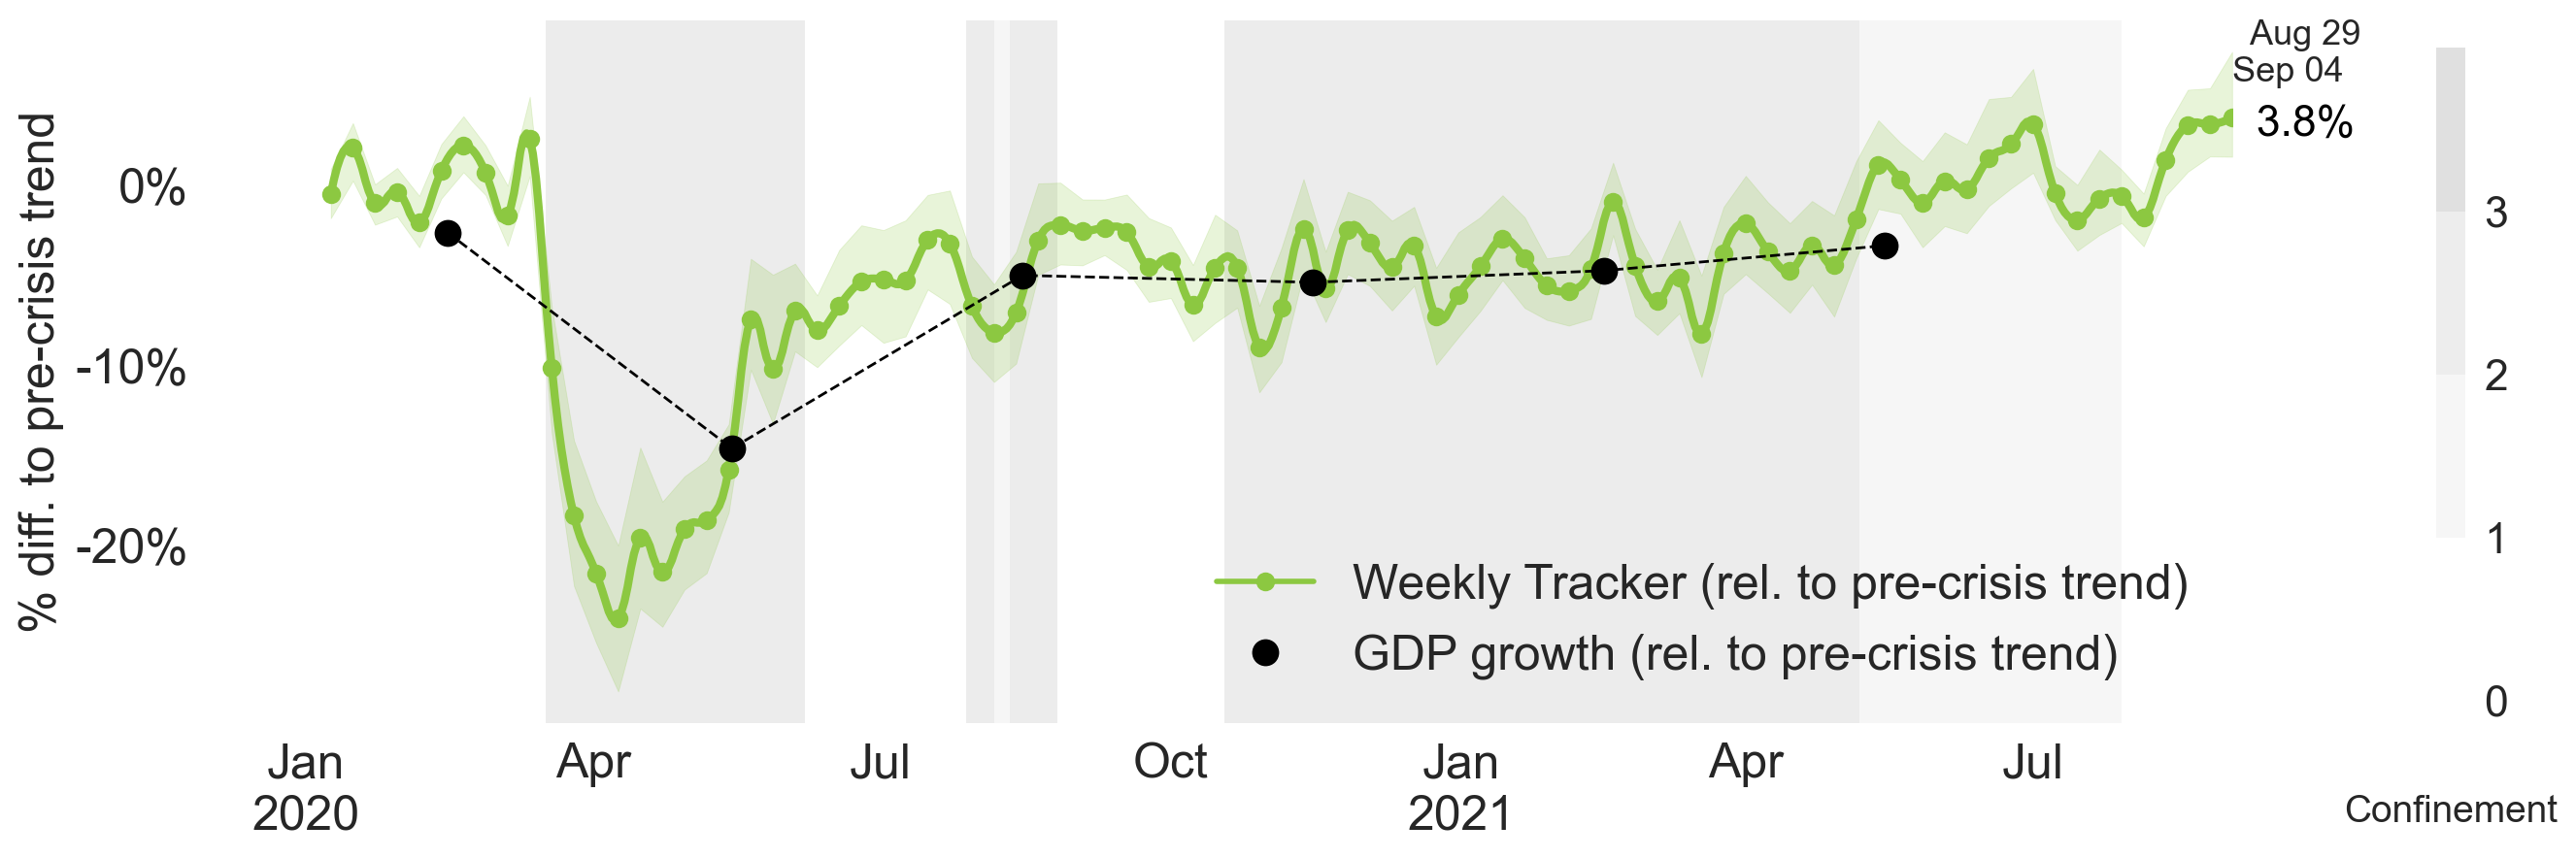 Aug 29
Sep 04
3.8%
% diff. to pre-crisis trend
0%
-10%
-20%
3
2
1
0
Weekly Tracker (rel. to pre-crisis trend)
GDP growth (rel. to pre-crisis trend)
Jan
2020
Apr
Jul
Oct
Jan
2021
Apr
Jul
Confinement